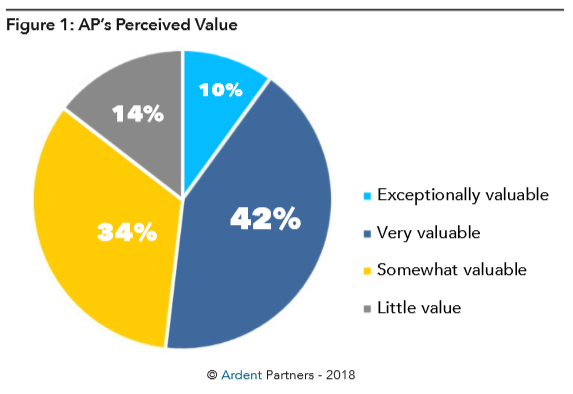 Figure 1: AP's Perceived Value
10%
14%
42%
34%
Exceptionally valuable
Very valuable
Somewhat valuable
Little value
© Ardent Partners - 2018